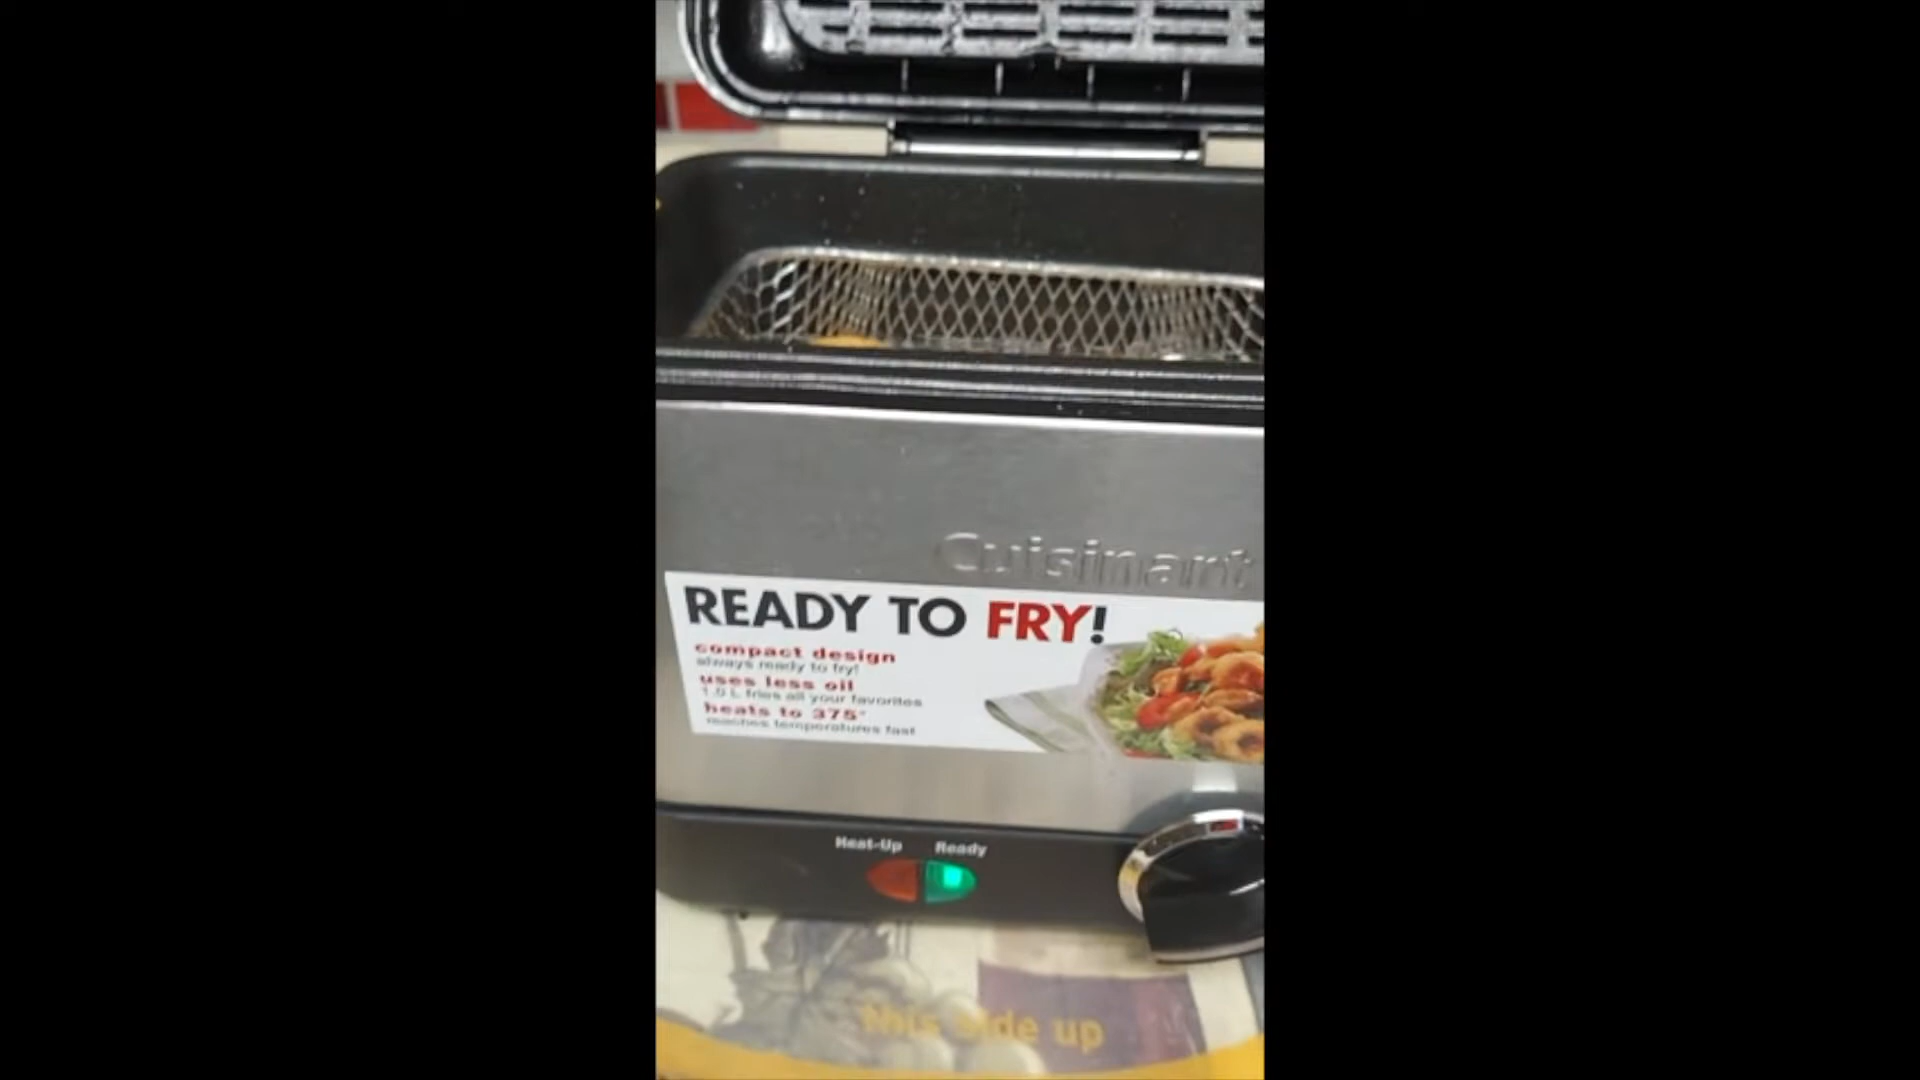 Cuisinart
READY TO FRY!
compact design
always ready to fry!
uses less oil
1.0 L fries all your favorites
heats to 375°
reaches temperatures fast
Heat-Up Ready
this side up